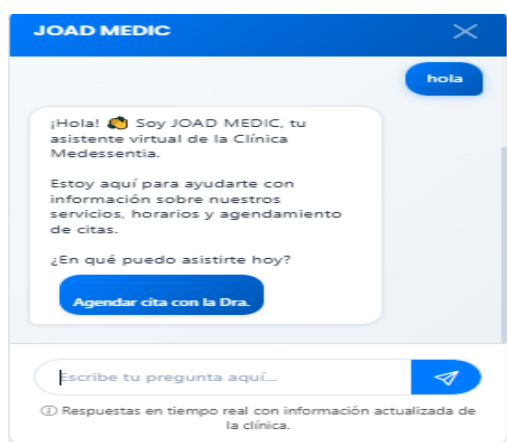 JOAD MEDIC
hola
¡Hola! 👋 Soy JOAD MEDIC, tu
asistente virtual de la Clínica
Medessentia.
Estoy aquí para ayudarte con
información sobre nuestros
servicios, horarios y agendamiento
de citas.
¿En qué puedo asistirte hoy?
Agendar cita con la Dra.
Escribe tu pregunta aquí...
Respuestas en tiempo real con información actualizada de
la clínica.